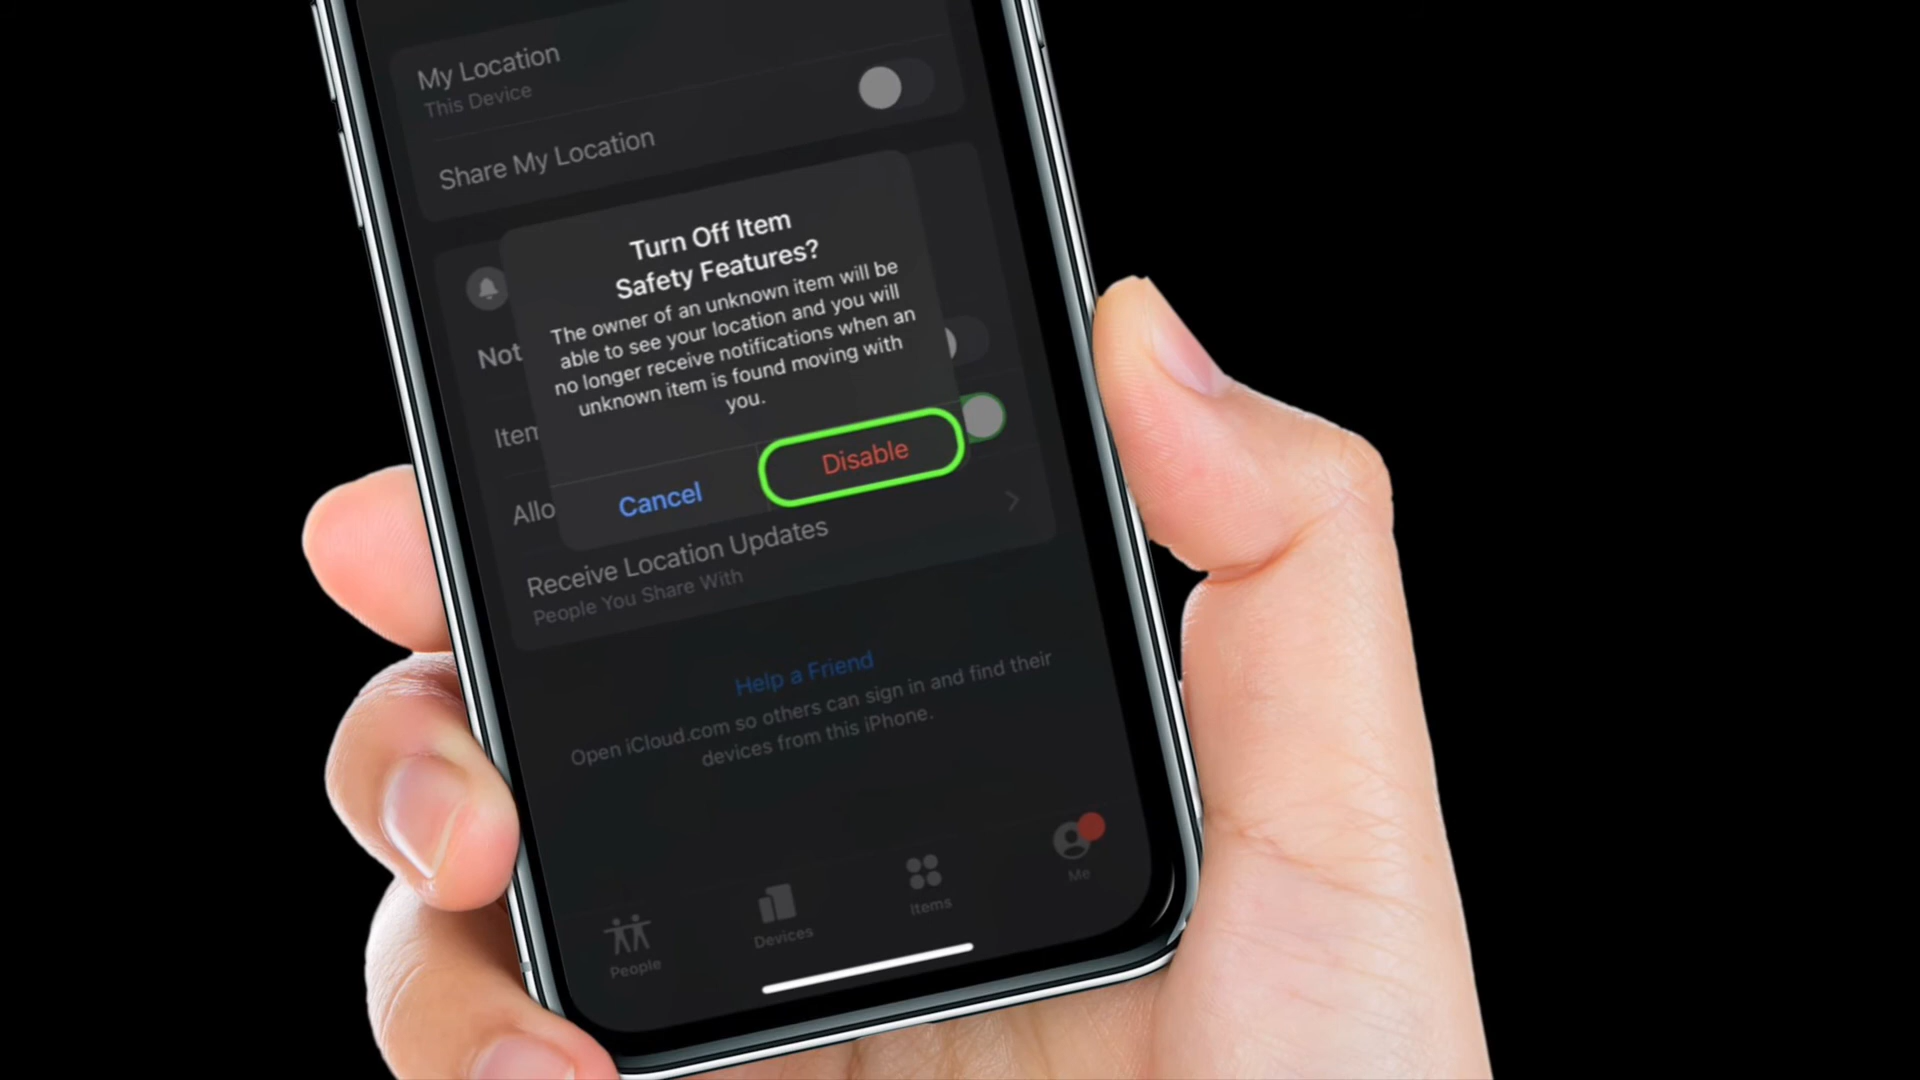 My Location
This Device
Share My Location
Turn Off Item
Safety Features?
The owner of an unknown item will be
able to see your location and you will
no longer receive notifications when an
unknown item is found moving with
you.
Not
Item
Allo
Cancel
Disable
Receive Location Updates
People You Share With
Help a Friend
Open iCloud.com so others can sign in and find their
devices from this iPhone.
People
Devices
Items
Me